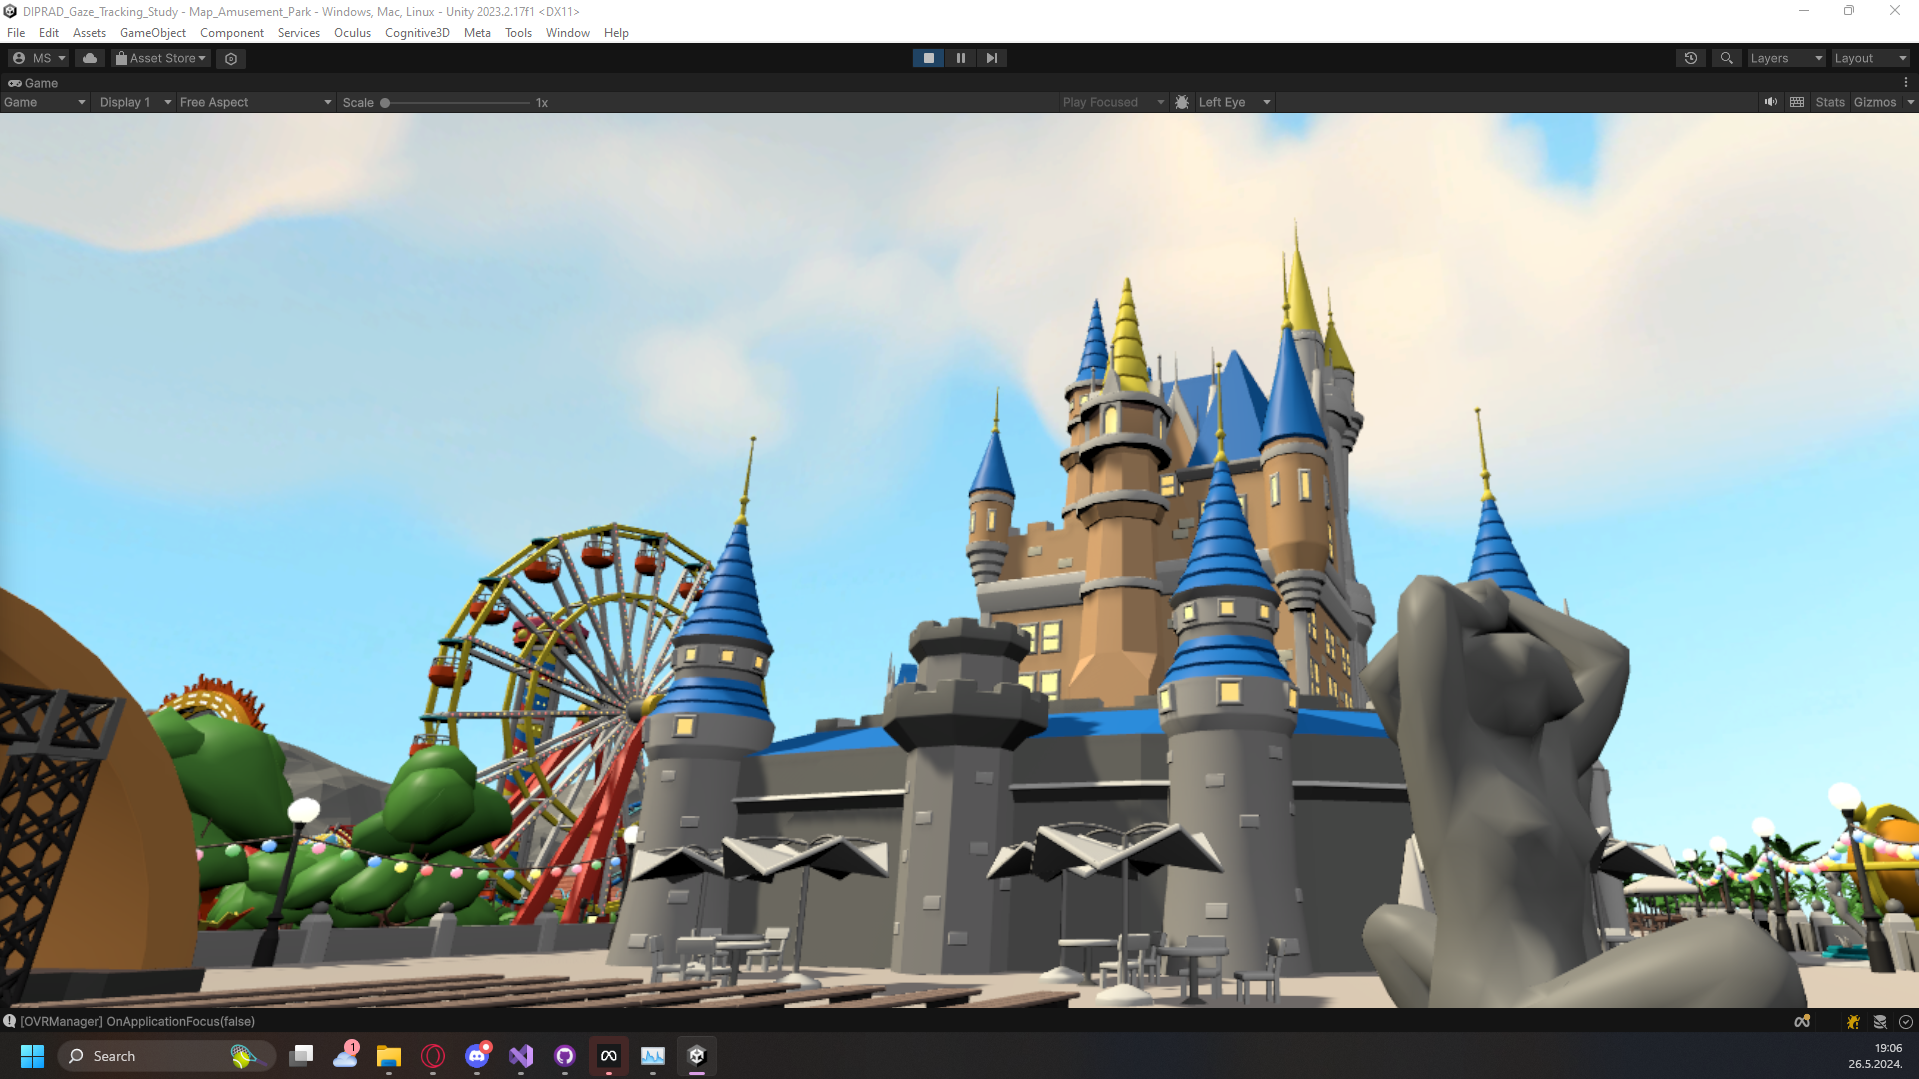 DIPRAD_Gaze_Tracking_Study - Map_Amusement_Park - Windows, Mac, Linux - Unity 2023.2.17f1 <DX11>
File Edit Assets GameObject Component Services Oculus Cognitive3D Meta Tools Window Help
MS Asset Store Layers Layout
Game
Game Display 1 Free Aspect Scale 1x Play Focused Left Eye Stats Gizmos
[OVRManager] OnApplicationFocus(false)
Search 1 19:06
26.5.2024.